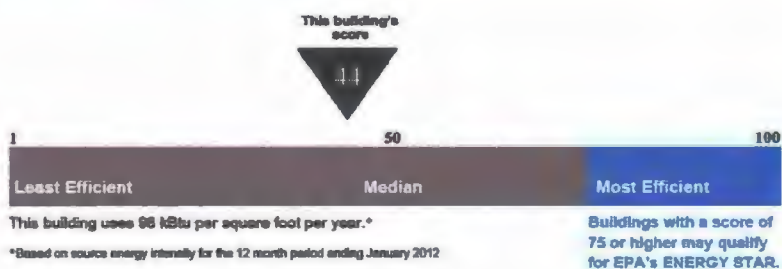 This building's
score
44
1 50 100
Least Efficient Median Most Efficient
This building uses kBtu per square foot per year.*
*Based on source energy intensity for the 12 month period ending January 2012
Buildings with a score of
75 or higher may qualify
for EPA's ENERGY STAR.